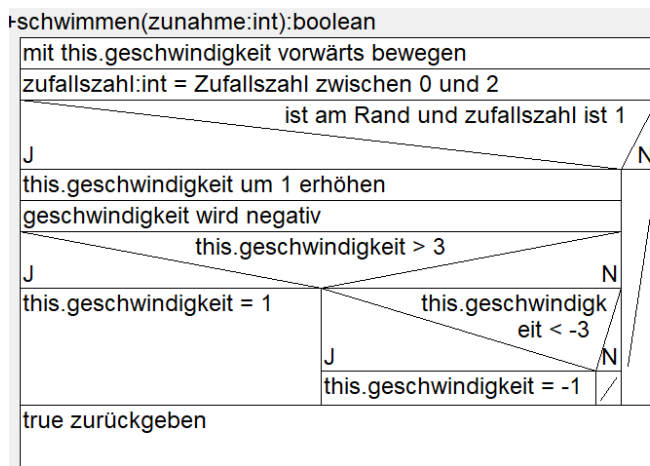 +schwimmen(zunahme:int):boolean
mit this.geschwindigkeit vorwärts bewegen
zufallszahl:int = Zufallszahl zwischen 0 und 2
ist am Rand und zufallszahl ist 1
J
N
this.geschwindigkeit um 1 erhöhen
geschwindigkeit wird negativ
this.geschwindigkeit > 3
J
N
this.geschwindigkeit = 1
this.geschwindigk
eit < -3
J
N
this.geschwindigkeit = -1
true zurückgeben